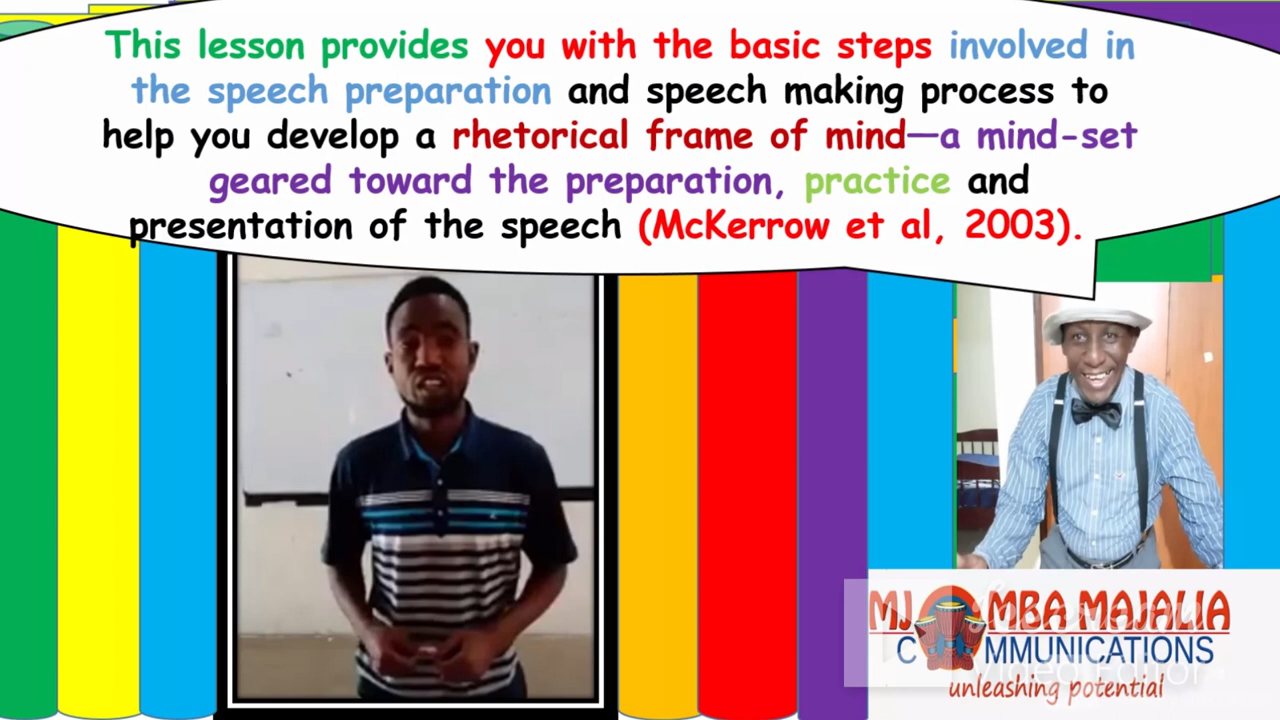 This lesson provides you with the basic steps involved in
the speech preparation and speech making process to
help you develop a rhetorical frame of mind—a mind-set
geared toward the preparation, practice and
presentation of the speech (McKerrow et al, 2003).
MJOMBA MAJALIA
COMMUNICATIONS
Video Editor
unleashing potential